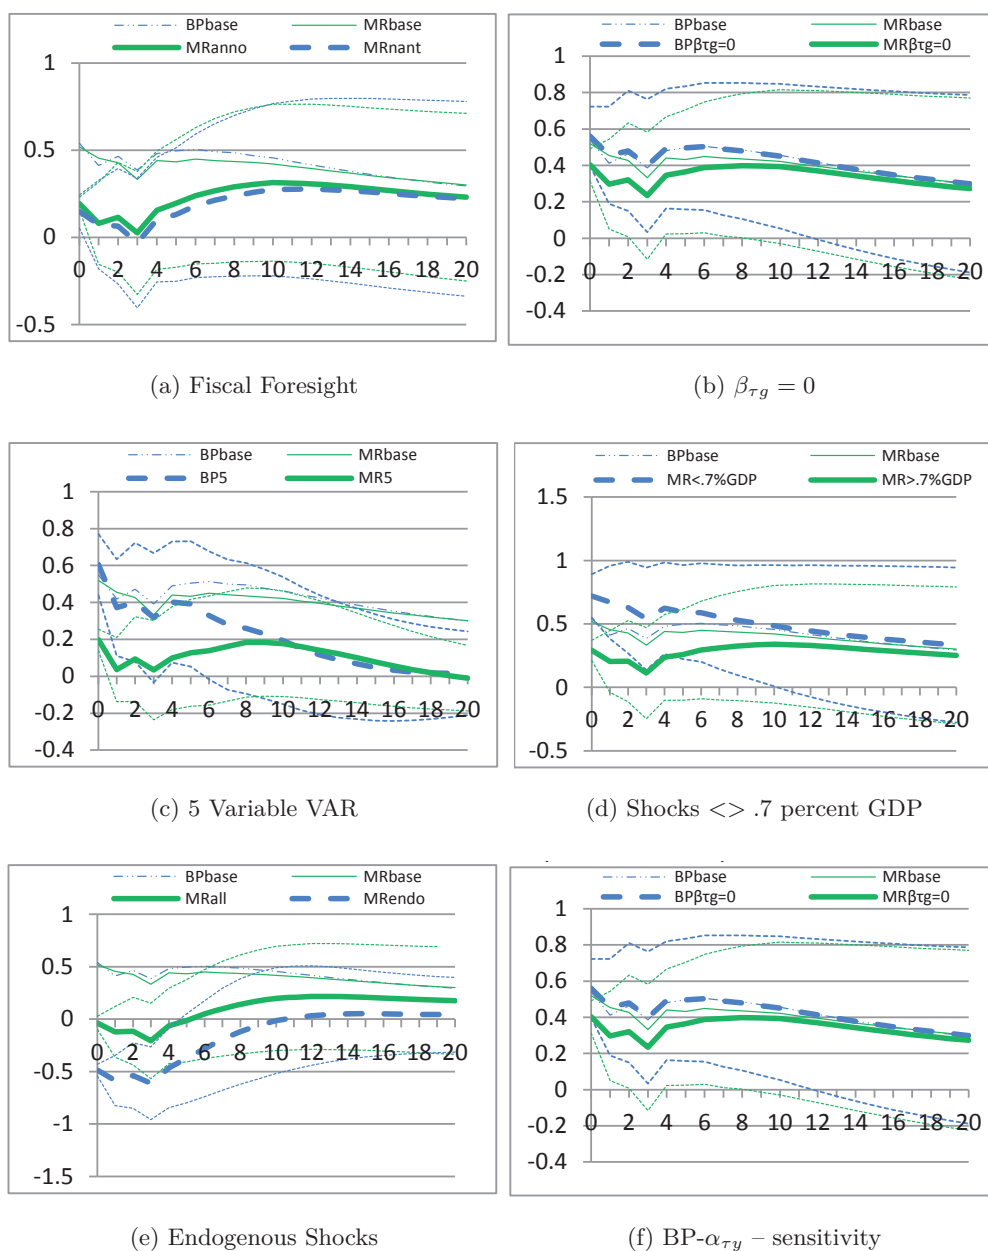 BPbase MRbase
MRanno MRnant
1
0.5
0
0 2 4 6 8 10 12 14 16 18 20
-0.5
(a) Fiscal Foresight
BPbase MRbase
BPβτg=0 MRβτg=0
1
0.8
0.6
0.4
0.2
0
0 2 4 6 8 10 12 14 16 18 20
-0.2
-0.4
(b) β_{τg} = 0
BPbase MRbase
BP5 MR5
1
0.8
0.6
0.4
0.2
0
0 2 4 6 8 10 12 14 16 18 20
-0.2
-0.4
(c) 5 Variable VAR
BPbase MRbase
MR<.7%GDP MR>.7%GDP
1.5
1
0.5
0
0 2 4 6 8 10 12 14 16 18 20
-0.5
(d) Shocks <> .7 percent GDP
BPbase MRbase
MRall MRendo
1
0.5
0
0 2 4 6 8 10 12 14 16 18 20
-0.5
-1
-1.5
(e) Endogenous Shocks
BPbase MRbase
BPβτg=0 MRβτg=0
1
0.8
0.6
0.4
0.2
0
0 2 4 6 8 10 12 14 16 18 20
-0.2
-0.4
(f) BP-α_{τy} – sensitivity